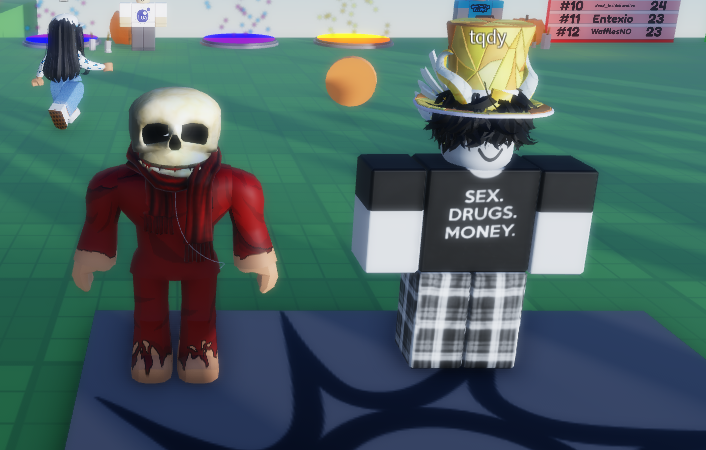 #10 24
#11 Entexio 23
#12 WafflesNO 23
tqdy
SEX.
DRUGS.
MONEY.